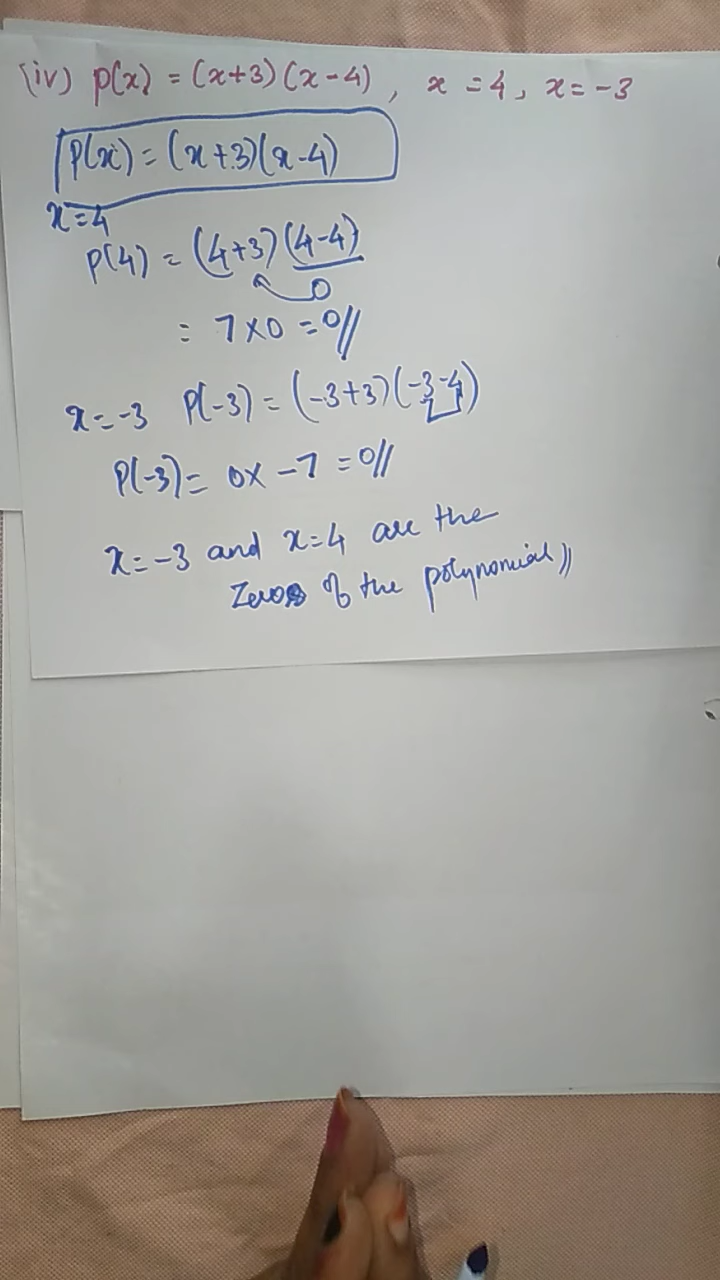 (iv) p(x) = (x+3)(x-4), x = 4, x = -3
P(x) = (x+3)(x-4)
x=4
P(4) = (4+3)(4-4)
0
= 7×0 = 0//
x=-3 P(-3) = (-3+3)(-3-4)
P(-3) = 0x -7 = 0//
x=-3 and x=4 are the
Zeros of the polynomial//